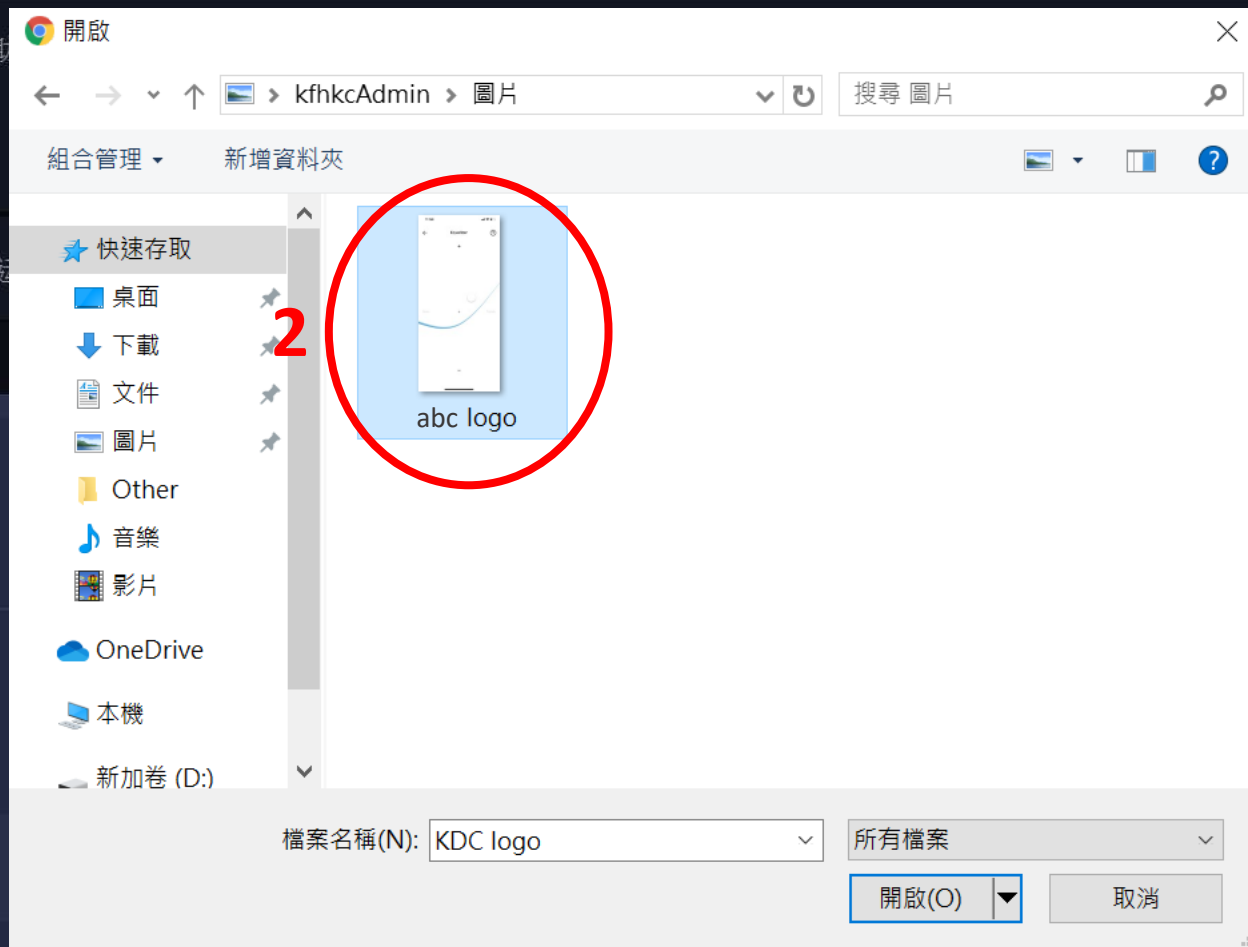 開啟
kfhkcAdmin > 圖片
搜尋 圖片
組合管理
新增資料夾
快速存取
桌面
下載
文件
圖片
Other
音樂
影片
OneDrive
本機
新加卷 (D:)
2
abc logo
檔案名稱(N): KDC logo
所有檔案
開啟(O)
取消